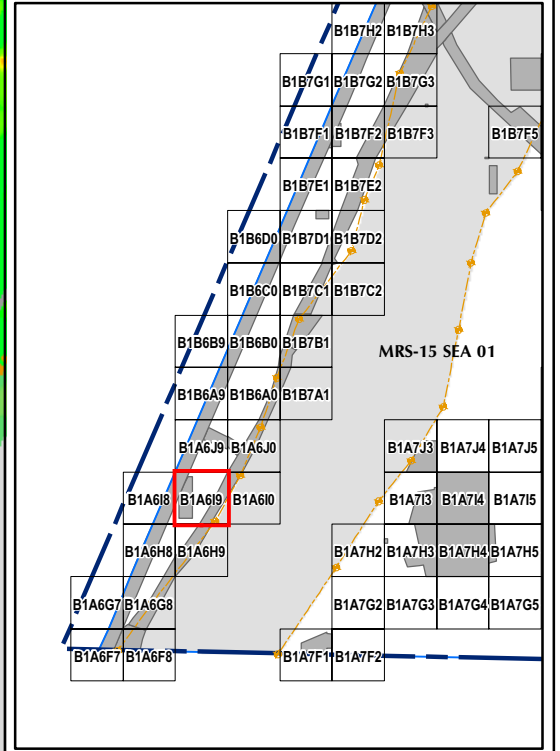 B1B7H2 B1B7H3
B1B7G1 B1B7G2 B1B7G3
B1B7F1 B1B7F2 B1B7F3 B1B7F5
B1B7E1 B1B7E2
B1B6D0 B1B7D1 B1B7D2
B1B6C0 B1B7C1 B1B7C2
B1B6B9 B1B6B0 B1B7B1
MRS-15 SEA 01
B1B6A9 B1B6A0 B1B7A1
B1A6J9 B1A6J0 B1A7J3 B1A7J4 B1A7J5
B1A6I8 B1A6I9 B1A6I0 B1A7I3 B1A7I4 B1A7I5
B1A6H8 B1A6H9 B1A7H2 B1A7H3 B1A7H4 B1A7H5
B1A6G7 B1A6G8 B1A7G2 B1A7G3 B1A7G4 B1A7G5
B1A6F7 B1A6F8 B1A7F1 B1A7F2